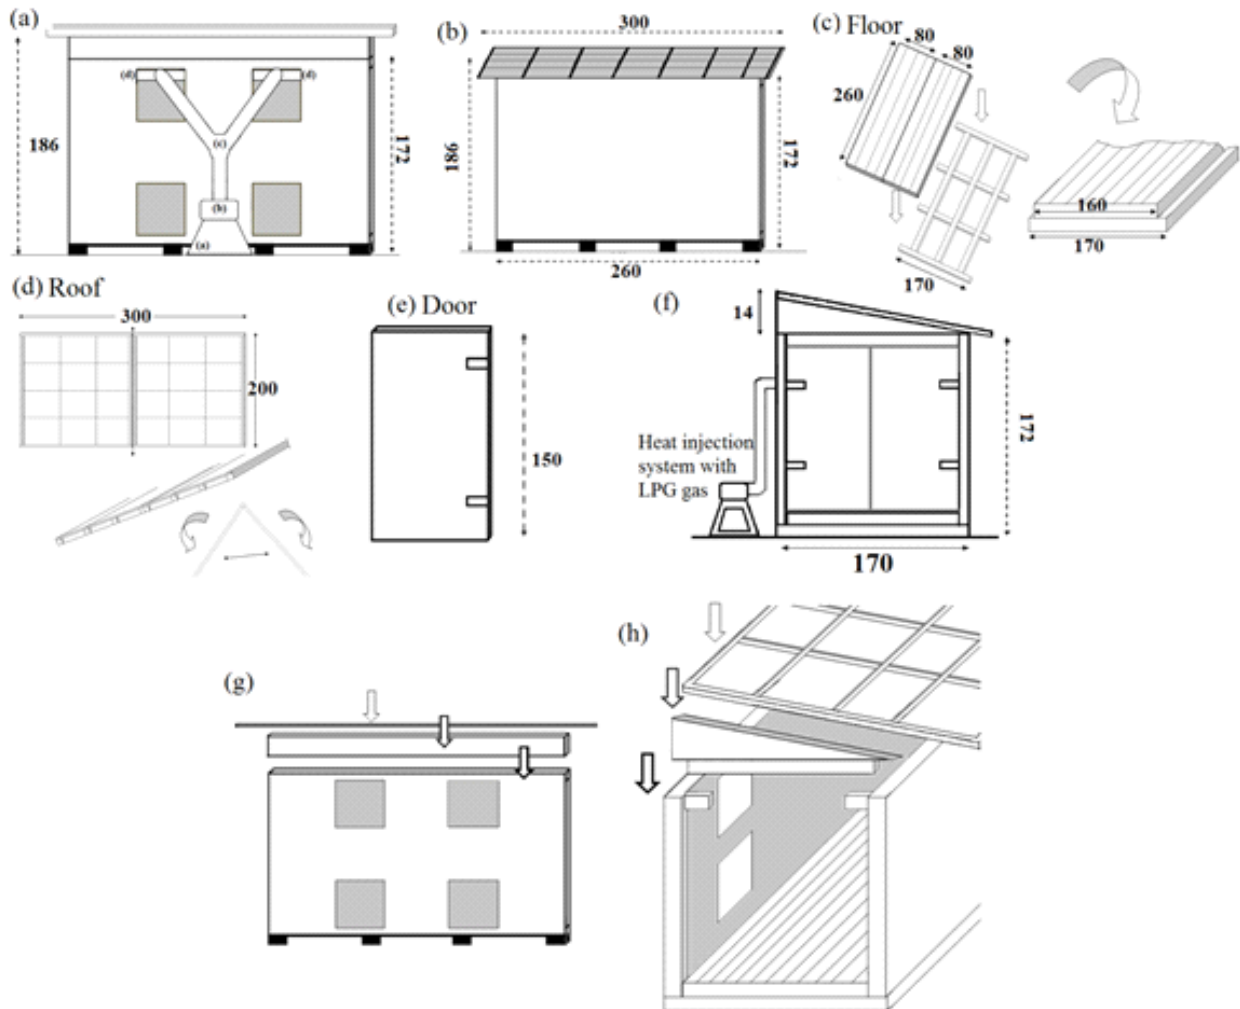 (a)
186
172
(d)
(d)
(c)
(b)
(a)
(b)
300
186
172
260
(c) Floor
80
80
260
170
160
170
(d) Roof
300
200
(e) Door
150
(f)
14
Heat injection
system with
LPG gas
172
170
(g)
(h)